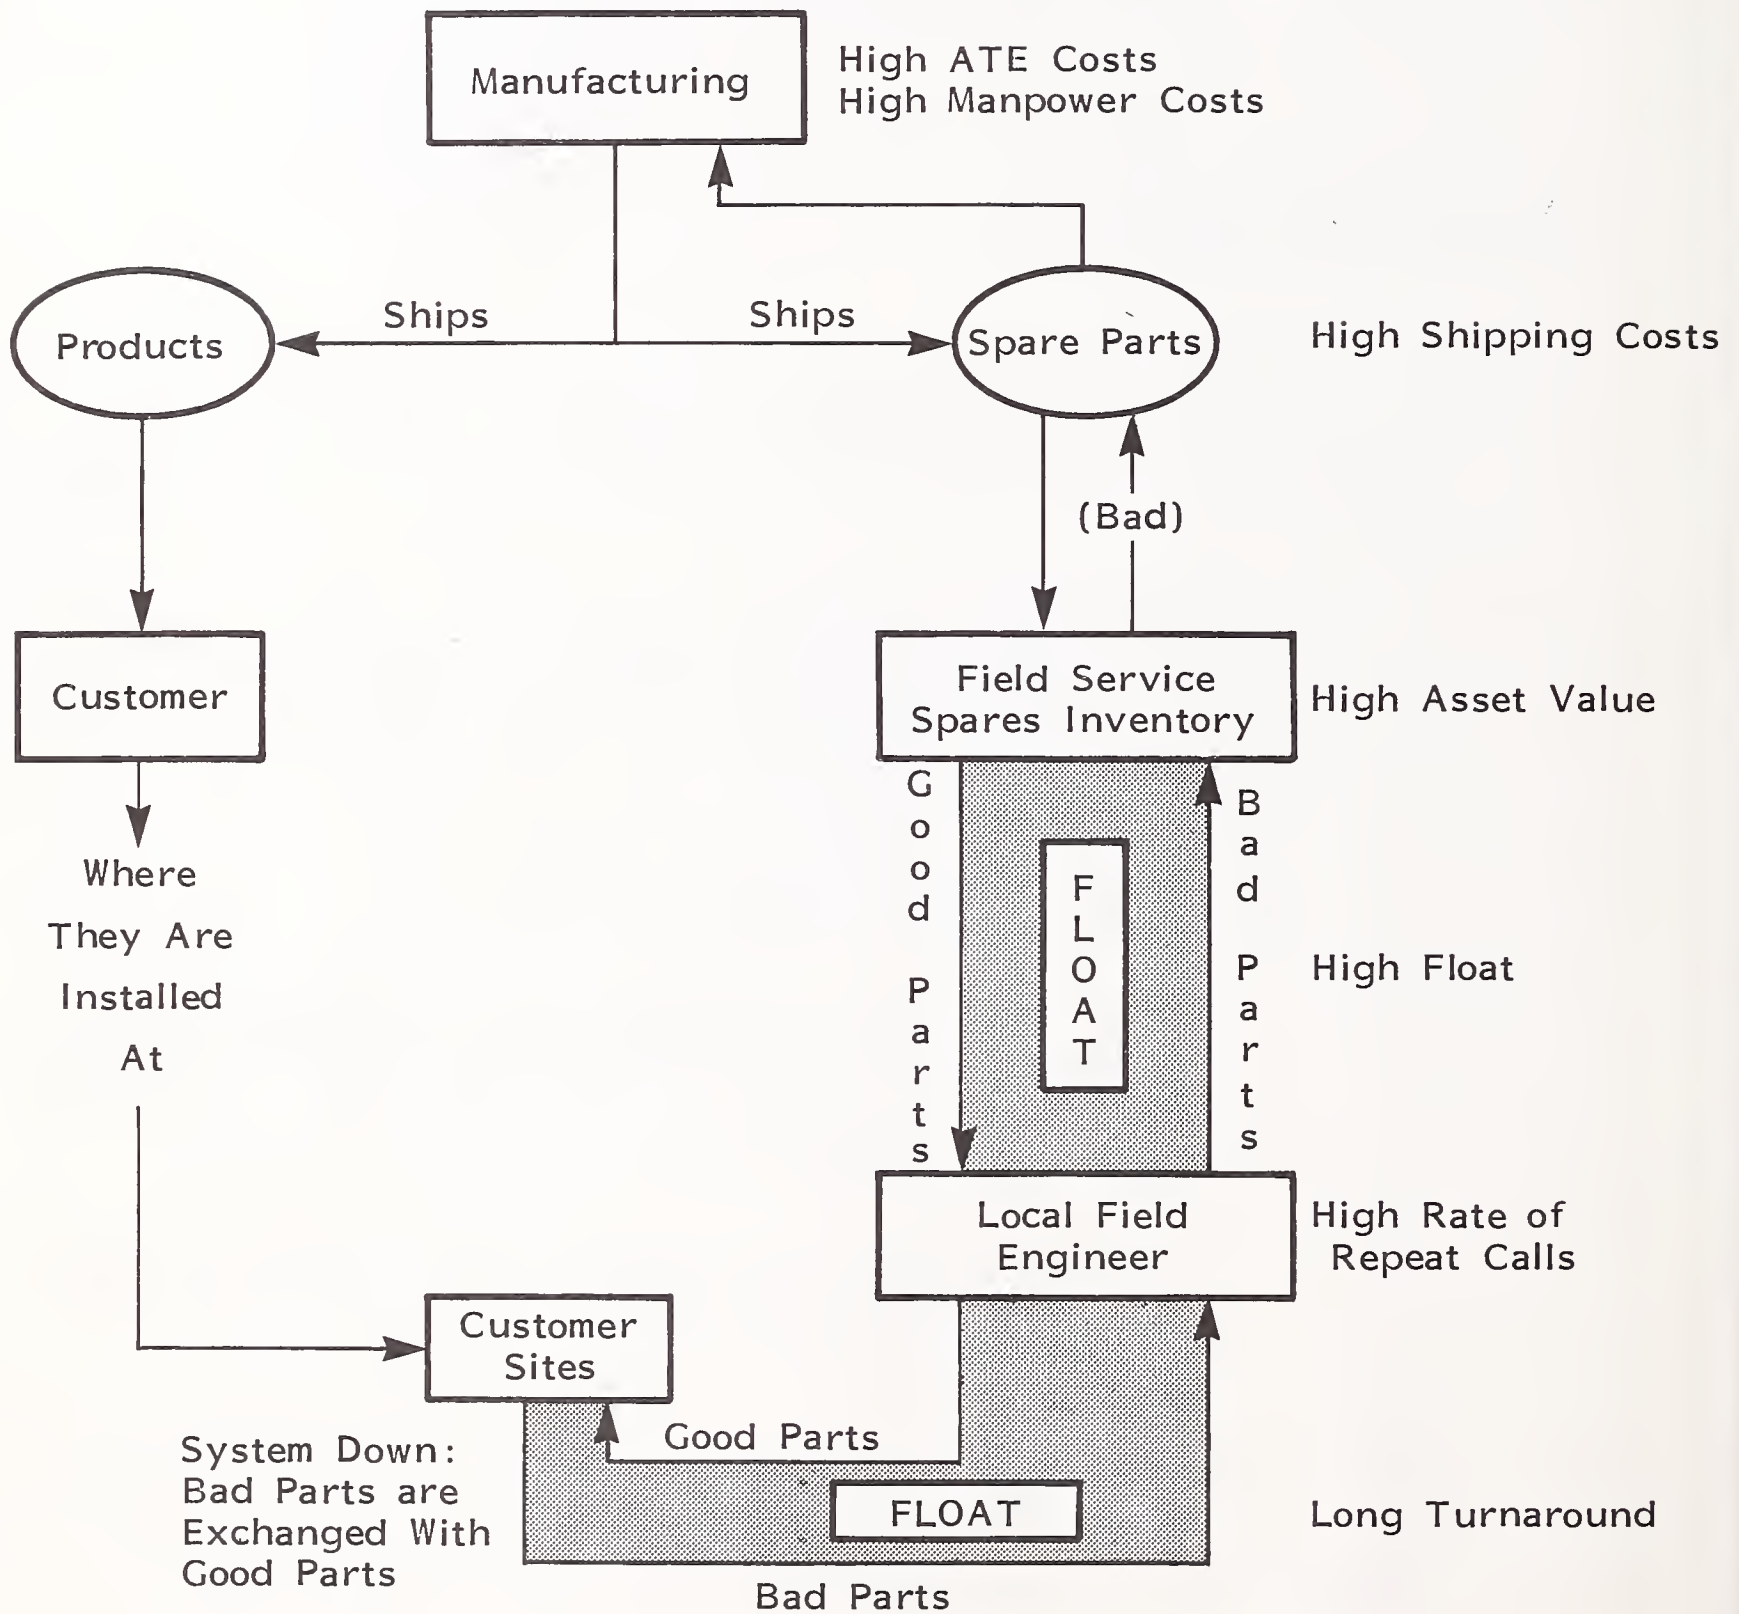 Manufacturing
High ATE Costs
High Manpower Costs
Ships
Ships
Products
Spare Parts
High Shipping Costs
(Bad)
Customer
Field Service
Spares Inventory
High Asset Value
Where
They Are
Installed
At
Good Parts
FLOAT
Bad Parts
High Float
Local Field
Engineer
High Rate of
Repeat Calls
Customer
Sites
Good Parts
System Down:
Bad Parts are
Exchanged With
Good Parts
FLOAT
Long Turnaround
Bad Parts